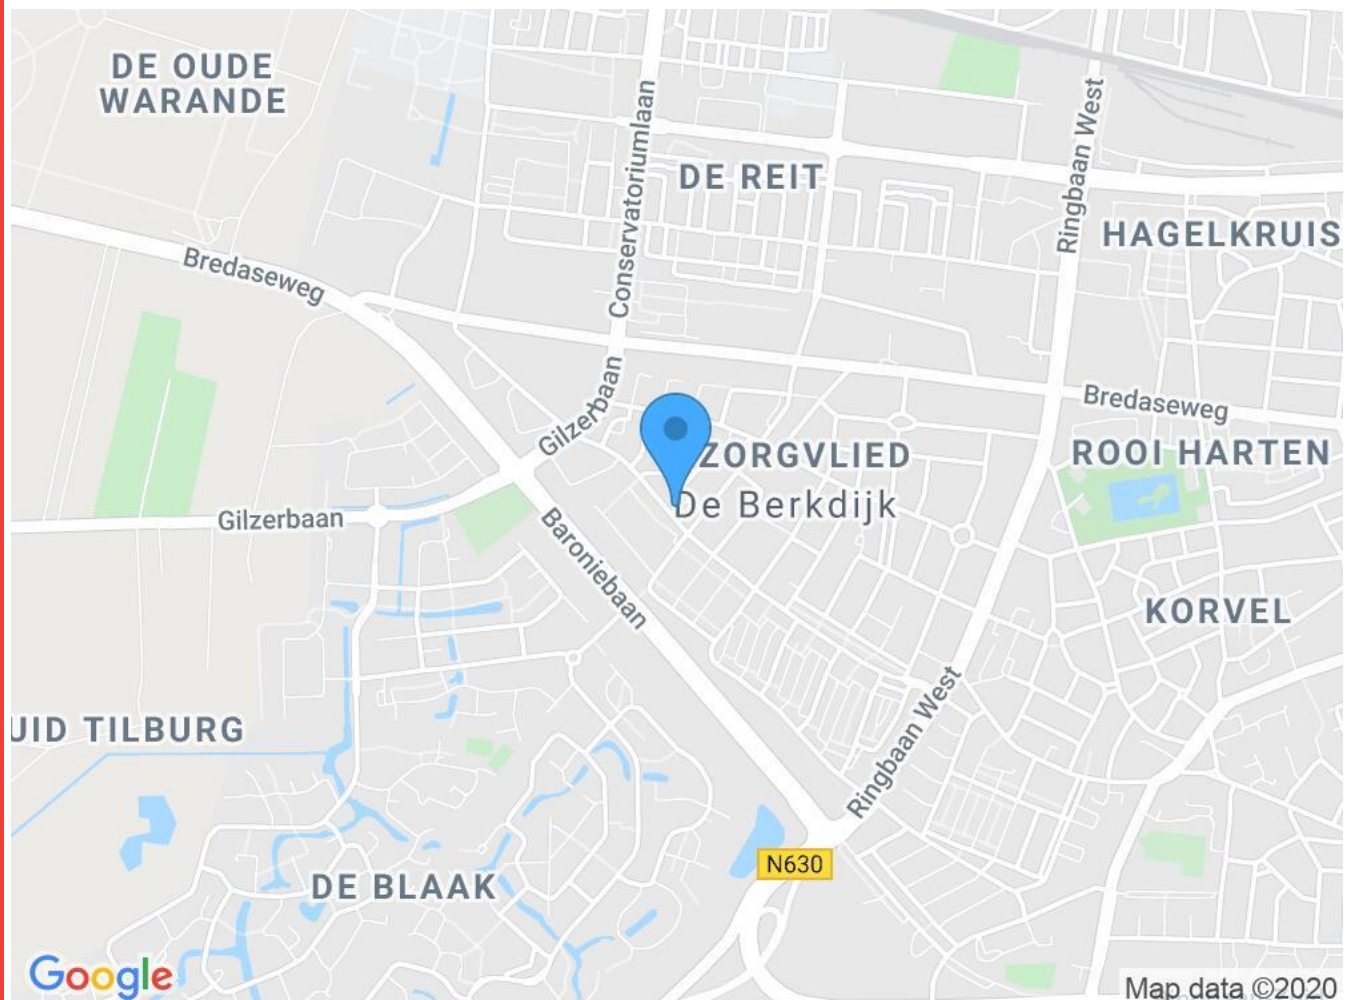 DE OUDE
WARANDE
Conservatoriumlaan
DE REIT
Ringbaan West
HAGELKRUIS
Bredaseweg
Gilzerbaan
Bredaseweg
ZORGVLIED
ROOI HARTEN
De Berkdijk
Gilzerbaan
Baroniebaan
KORVEL
UID TILBURG
Ringbaan West
N630
DE BLAAK
Google
Map data ©2020